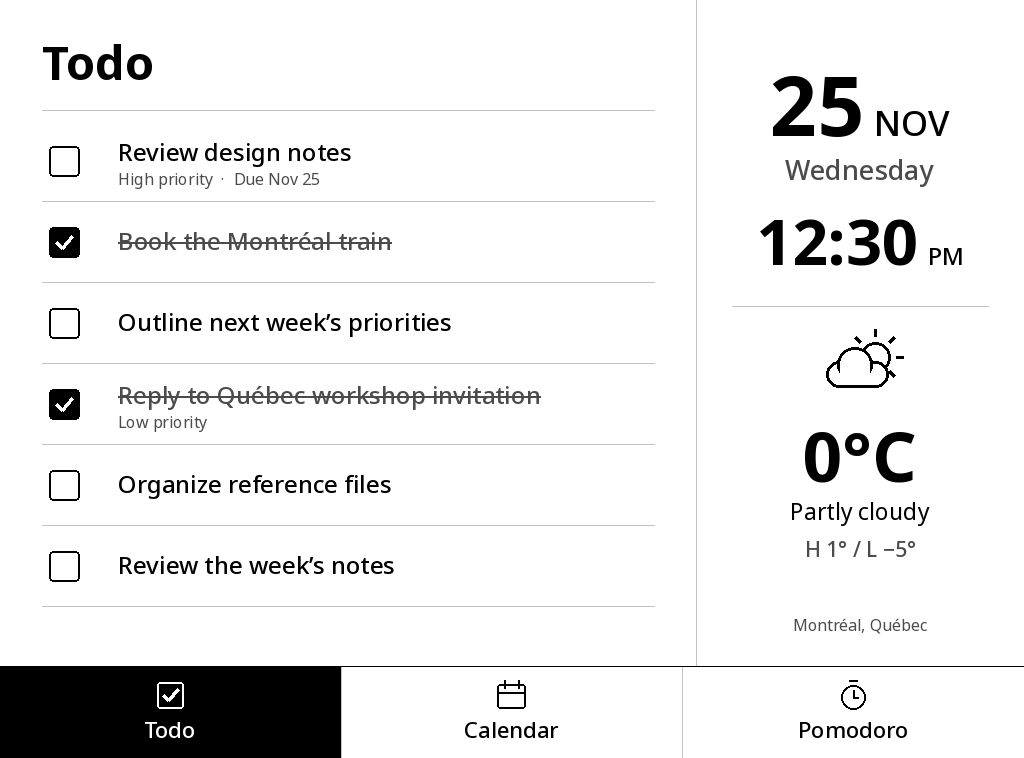 Todo
Review design notes
High priority · Due Nov 25
Book the Montréal train
Outline next week’s priorities
Reply to Québec workshop invitation
Low priority
Organize reference files
Review the week’s notes
25 NOV
Wednesday
12:30 PM
0°C
Partly cloudy
H 1° / L −5°
Montréal, Québec
Todo
Calendar
Pomodoro